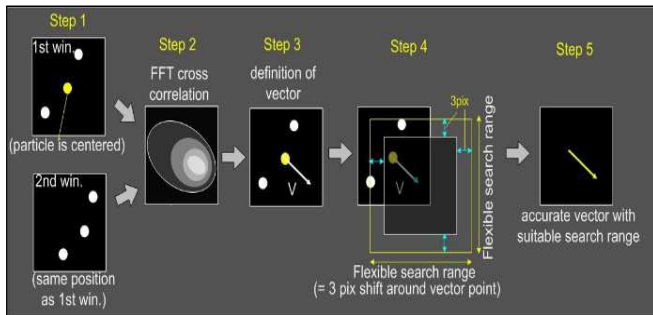 Step 1
1st win.
(particle is centered)
2nd win.
(same position
as 1st win.)
Step 2
FFT cross
correlation
Step 3
definition of
vector
V
Step 4
3pix
V
Flexible search range
Flexible search range
(= 3 pix shift around vector point)
Step 5
accurate vector with
suitable search range